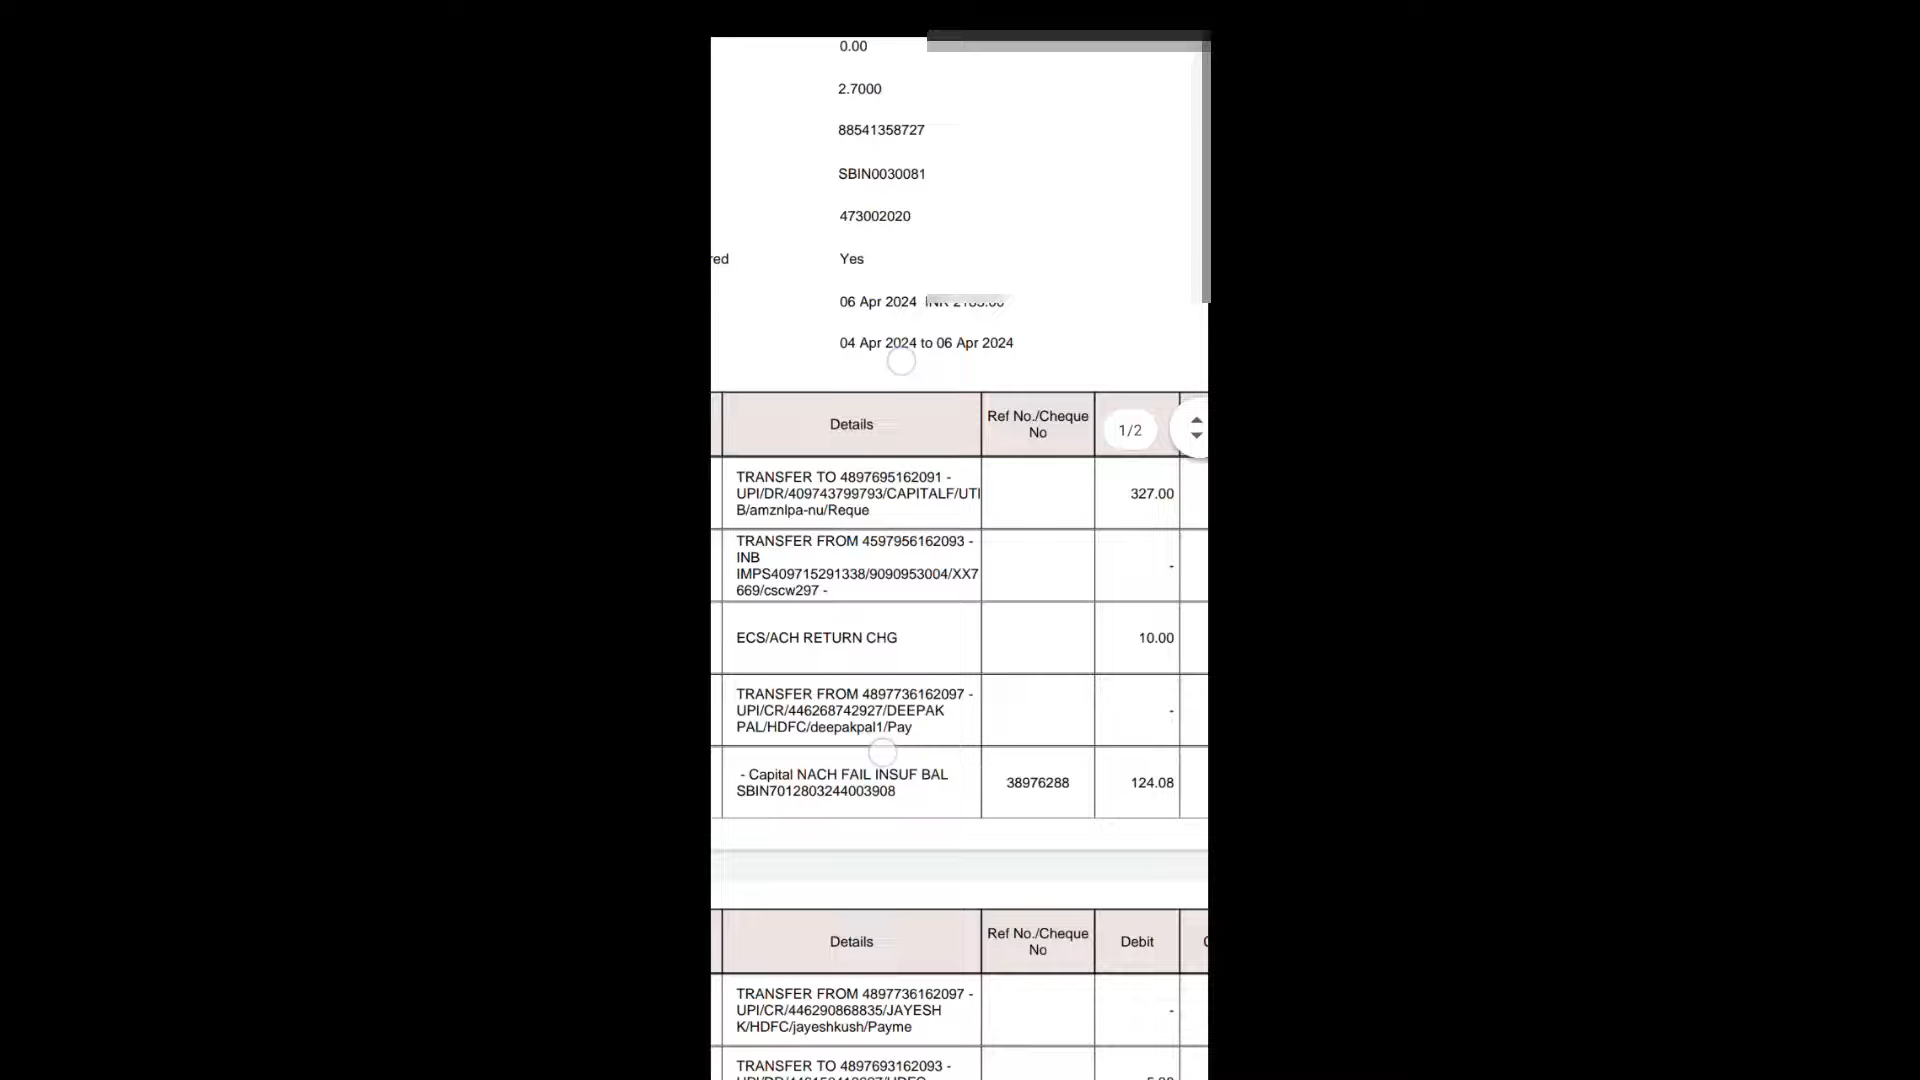 0.00
2.7000
88541358727
SBIN0030081
473002020
red Yes
06 Apr 2024
04 Apr 2024 to 06 Apr 2024
Details Ref No./Cheque No 1/2
TRANSFER TO 4897695162091 -
UPI/DR/409743799793/CAPITALF/UTI 327.00
B/amznlpa-nu/Reque
TRANSFER FROM 4597956162093 -
INB
IMPS409715291338/9090953004/XX7 -
669/cscw297 -
ECS/ACH RETURN CHG 10.00
TRANSFER FROM 4897736162097 -
UPI/CR/446268742927/DEEPAK -
PAL/HDFC/deepakpal1/Pay
- Capital NACH FAIL INSUF BAL 38976288 124.08
SBIN7012803244003908
Details Ref No./Cheque No Debit
TRANSFER FROM 4897736162097 -
UPI/CR/446290868835/JAYESH -
K/HDFC/jayeshkush/Payme
TRANSFER TO 4897693162093 -